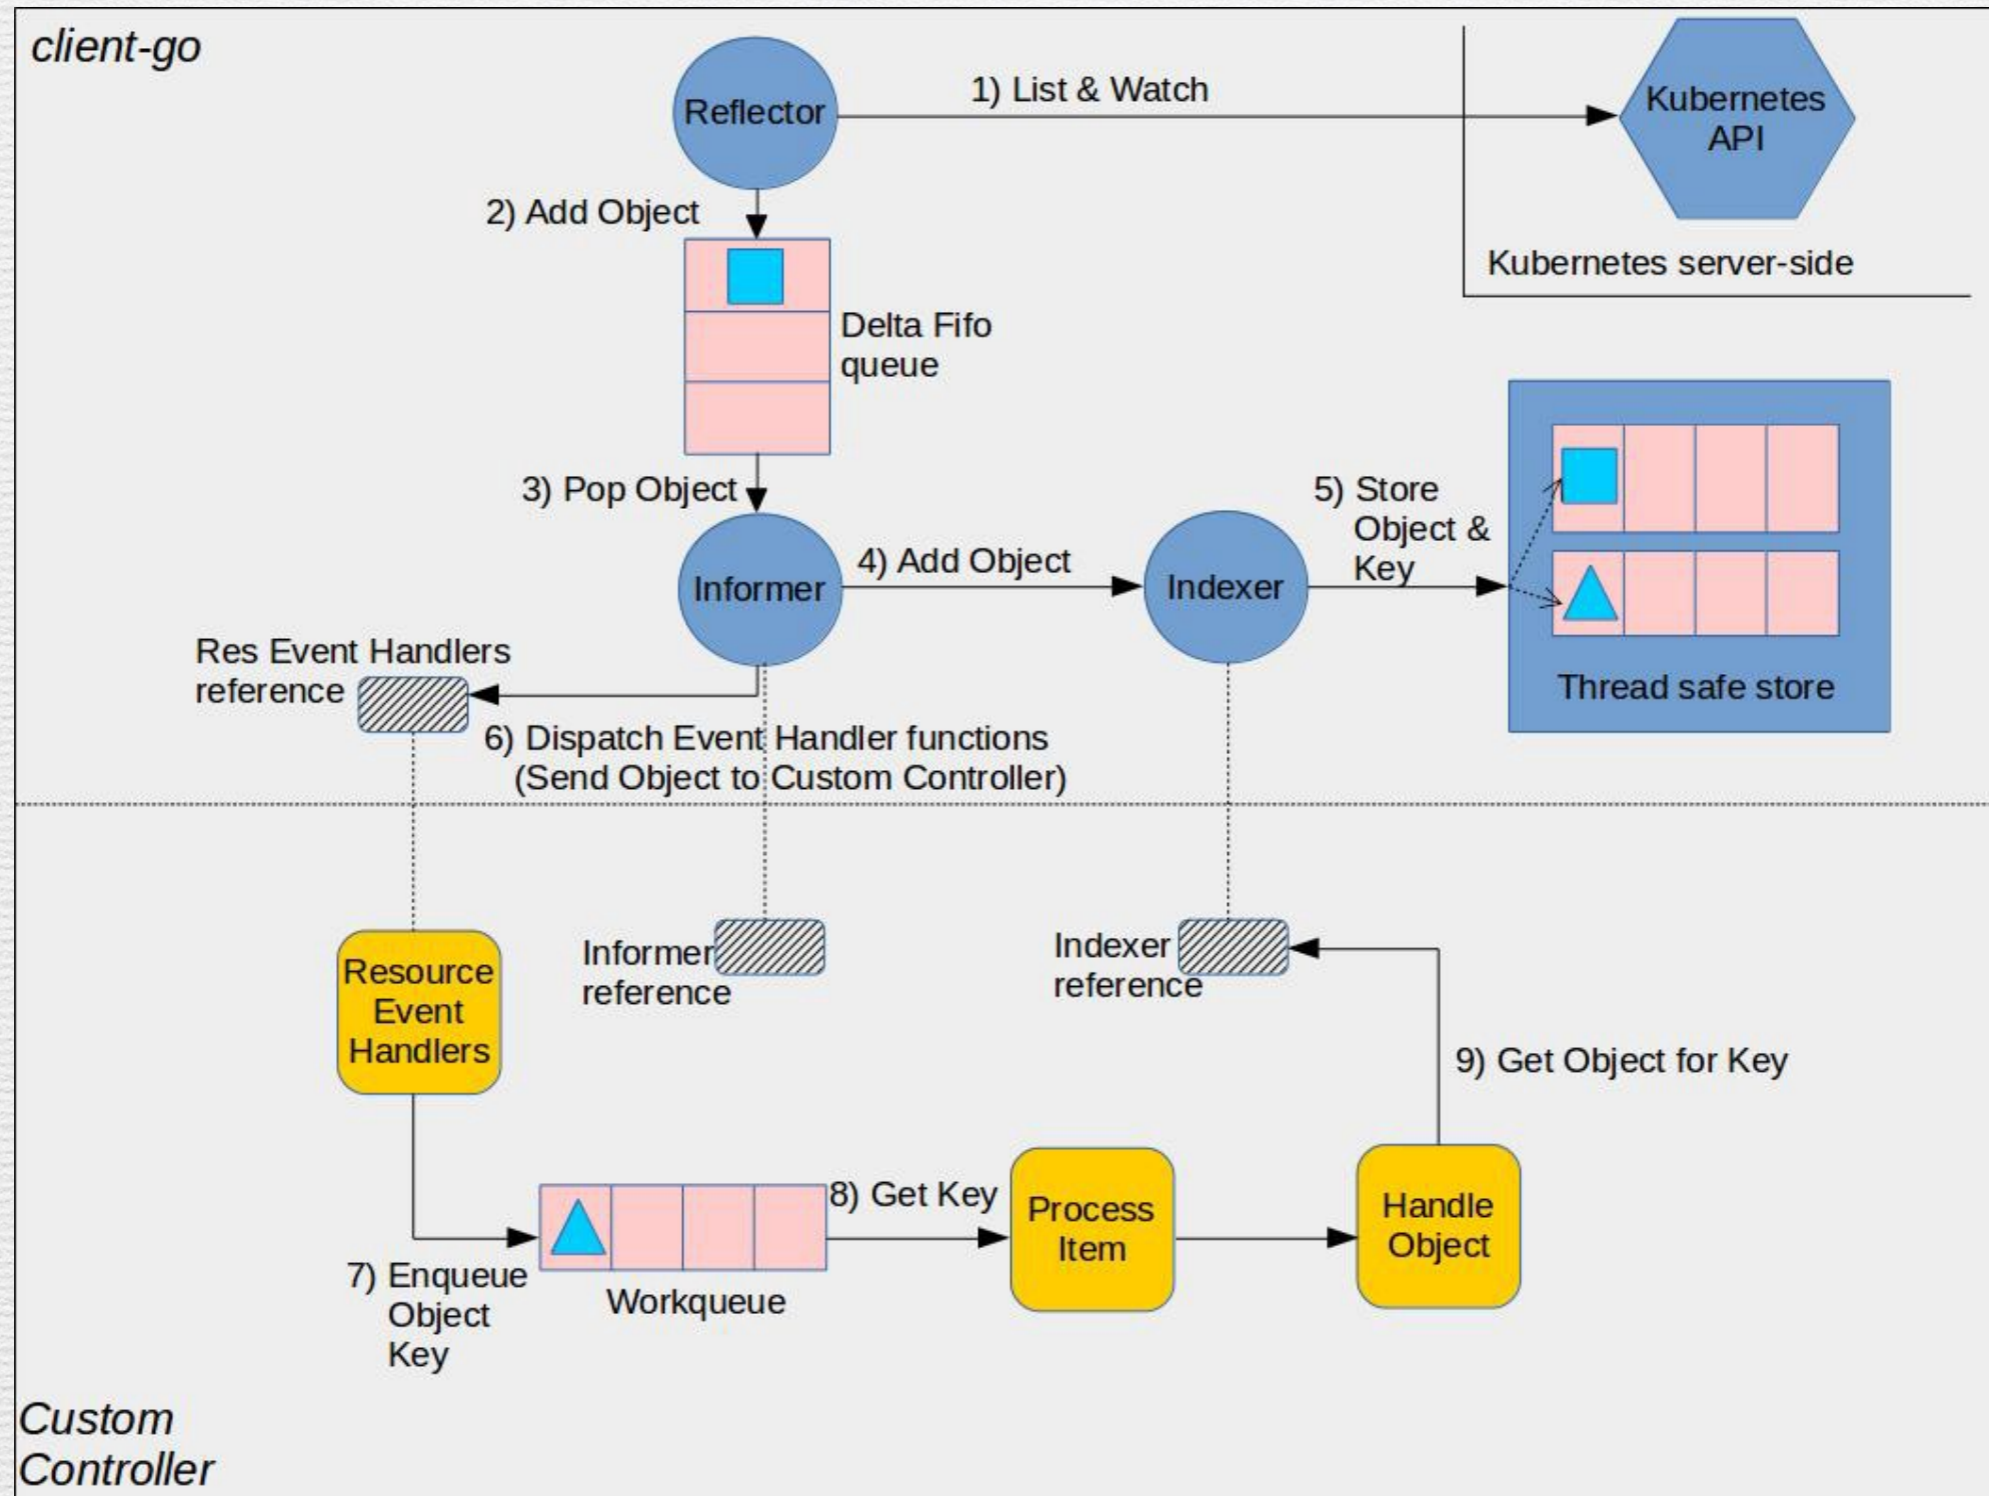 client-go
Reflector
1) List & Watch
Kubernetes
API
2) Add Object
Kubernetes server-side
Delta Fifo
queue
3) Pop Object
Informer
4) Add Object
Indexer
5) Store
Object &
Key
Thread safe store
Res Event Handlers
reference
6) Dispatch Event Handler functions
(Send Object to Custom Controller)
Resource
Event
Handlers
Informer
reference
Indexer
reference
9) Get Object for Key
7) Enqueue
Object
Key
Workqueue
8) Get Key
Process
Item
Handle
Object
Custom
Controller